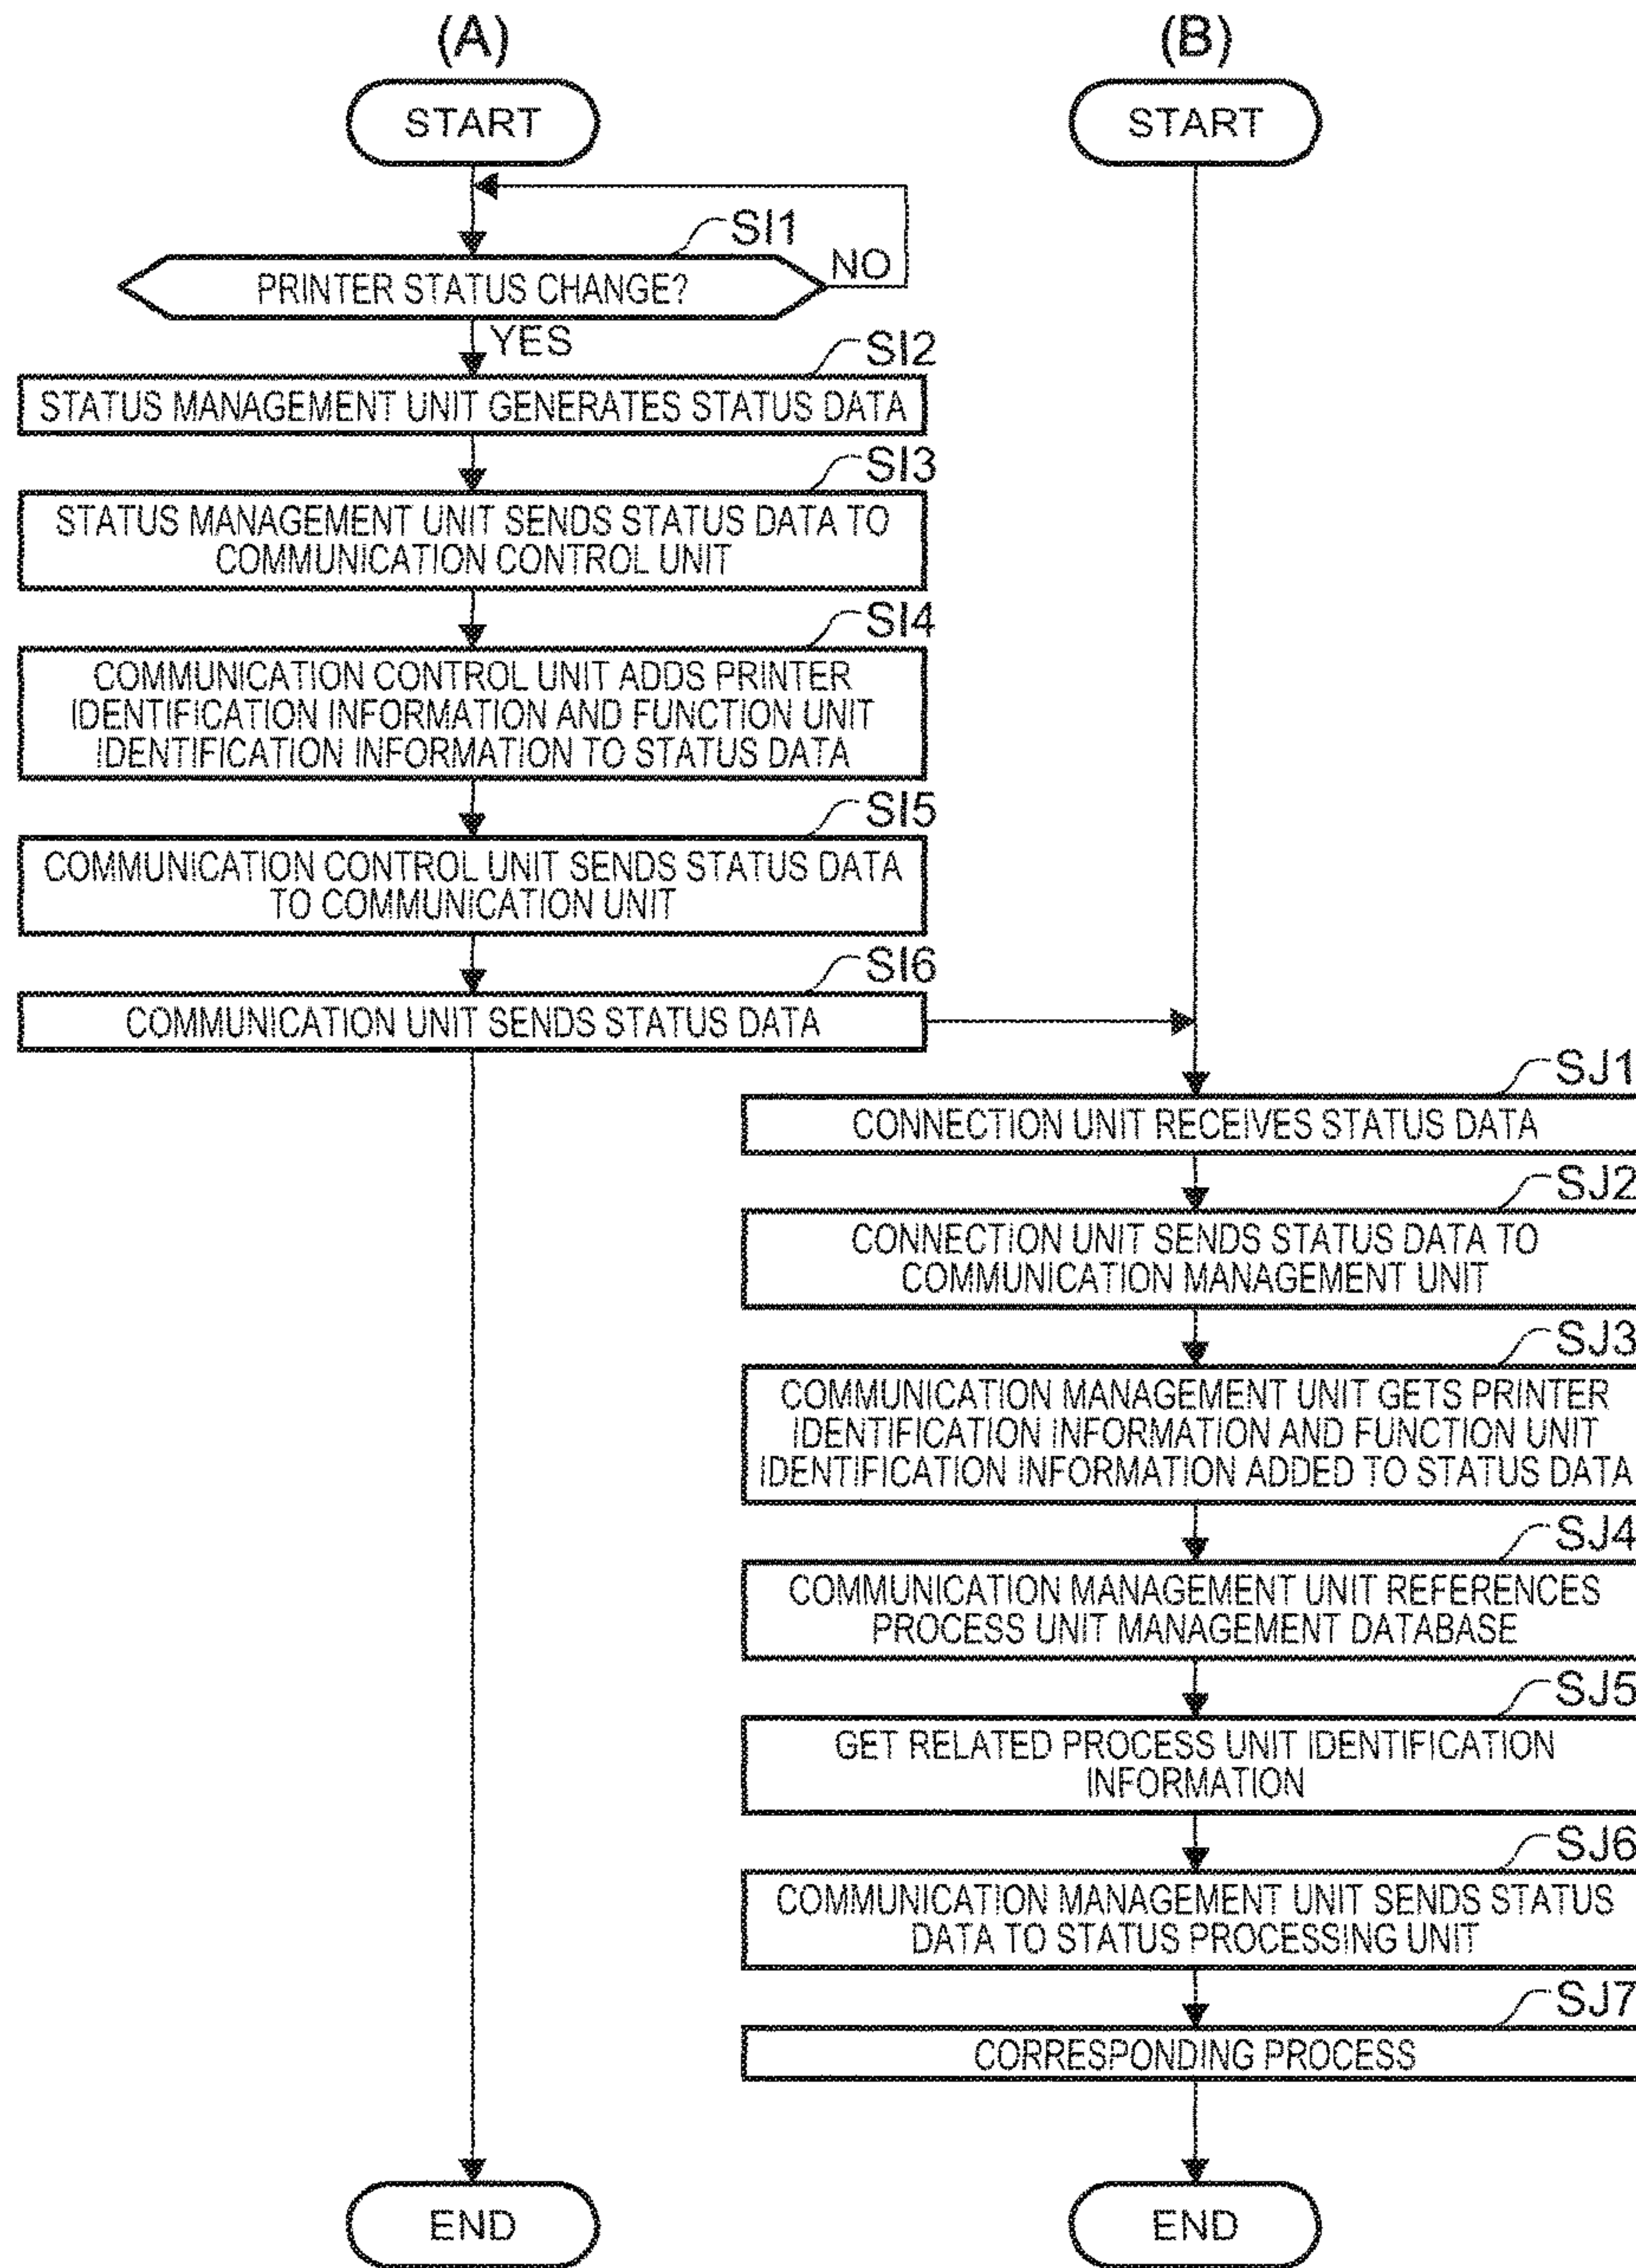 (A)
START
SI1
PRINTER STATUS CHANGE?
NO
YES
SI2
STATUS MANAGEMENT UNIT GENERATES STATUS DATA
SI3
STATUS MANAGEMENT UNIT SENDS STATUS DATA TO
COMMUNICATION CONTROL UNIT
SI4
COMMUNICATION CONTROL UNIT ADDS PRINTER
IDENTIFICATION INFORMATION AND FUNCTION UNIT
IDENTIFICATION INFORMATION TO STATUS DATA
SI5
COMMUNICATION CONTROL UNIT SENDS STATUS DATA
TO COMMUNICATION UNIT
SI6
COMMUNICATION UNIT SENDS STATUS DATA
END
(B)
START
SJ1
CONNECTION UNIT RECEIVES STATUS DATA
SJ2
CONNECTION UNIT SENDS STATUS DATA TO
COMMUNICATION MANAGEMENT UNIT
SJ3
COMMUNICATION MANAGEMENT UNIT GETS PRINTER
IDENTIFICATION INFORMATION AND FUNCTION UNIT
IDENTIFICATION INFORMATION ADDED TO STATUS DATA
SJ4
COMMUNICATION MANAGEMENT UNIT REFERENCES
PROCESS UNIT MANAGEMENT DATABASE
SJ5
GET RELATED PROCESS UNIT IDENTIFICATION
INFORMATION
SJ6
COMMUNICATION MANAGEMENT UNIT SENDS STATUS
DATA TO STATUS PROCESSING UNIT
SJ7
CORRESPONDING PROCESS
END